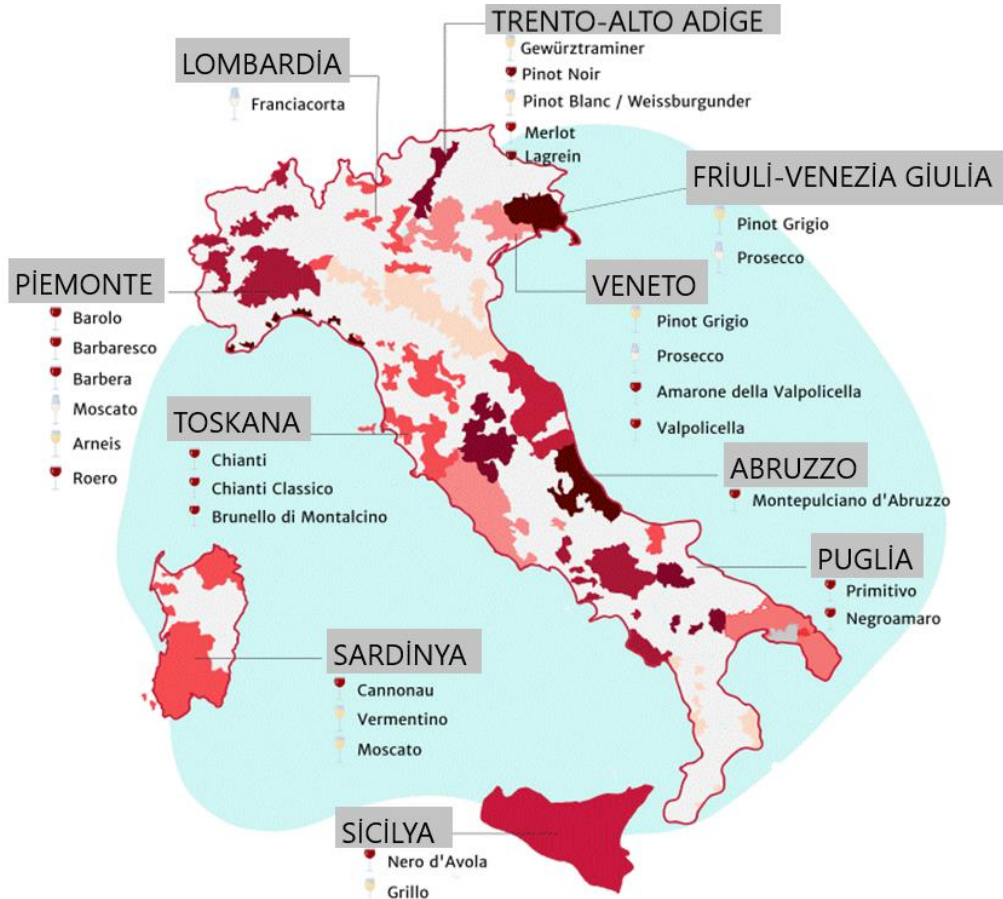 TRENTO-ALTO ADİGE
Gewürztraminer
Pinot Noir
Pinot Blanc / Weissburgunder
Merlot
Lagrein
LOMBARDİA
Franciacorta
FRİULİ-VENEZİA GİULİA
Pinot Grigio
Prosecco
PİEMONTE
Barolo
Barbaresco
Barbera
Moscato
Arneis
Roero
VENETO
Pinot Grigio
Prosecco
Amarone della Valpolicella
Valpolicella
TOSKANA
Chianti
Chianti Classico
Brunello di Montalcino
ABRUZZO
Montepulciano d'Abruzzo
PUGLİA
Primitivo
Negroamaro
SARDİNYA
Cannonau
Vermentino
Moscato
SİCİLYA
Nero d'Avola
Grillo